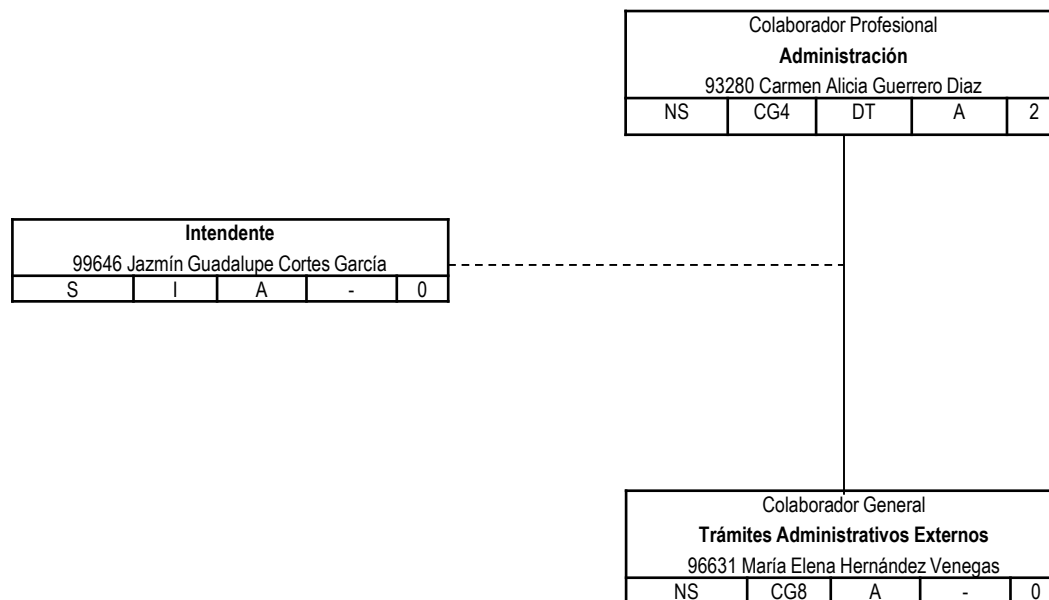 Colaborador Profesional
Administración
93280 Carmen Alicia Guerrero Diaz
NS CG4 DT A 2
Intendente
99646 Jazmín Guadalupe Cortes García
S I A - 0
Colaborador General
Trámites Administrativos Externos
96631 María Elena Hernández Venegas
NS CG8 A - 0